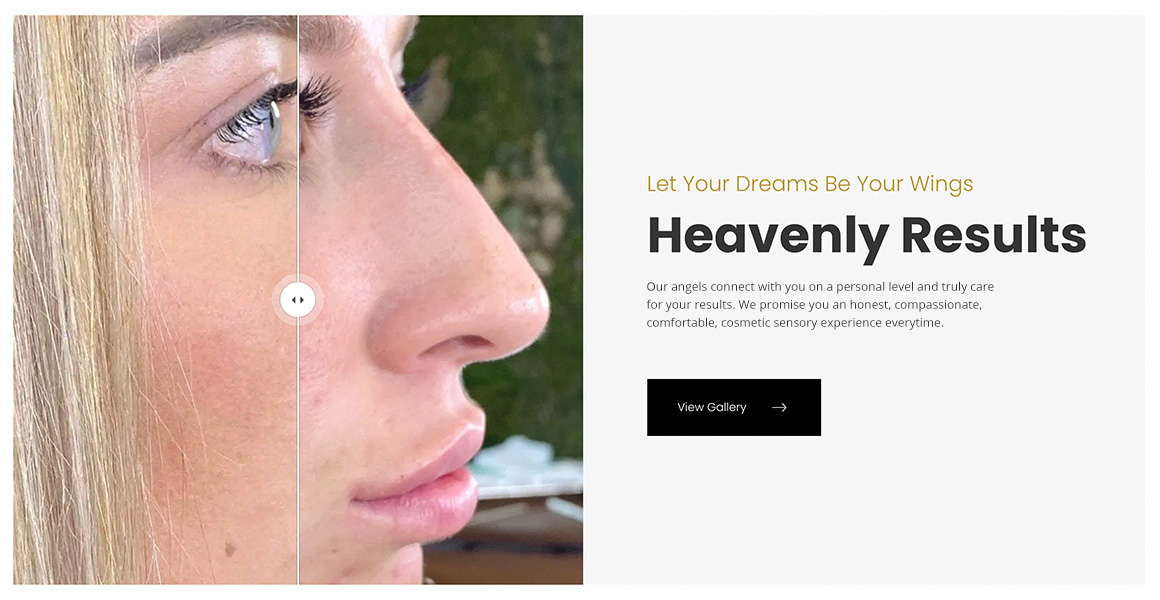 Let Your Dreams Be Your Wings
Heavenly Results
Our angels connect with you on a personal level and truly care
for your results. We promise you an honest, compassionate,
comfortable, cosmetic sensory experience everytime.
View Gallery